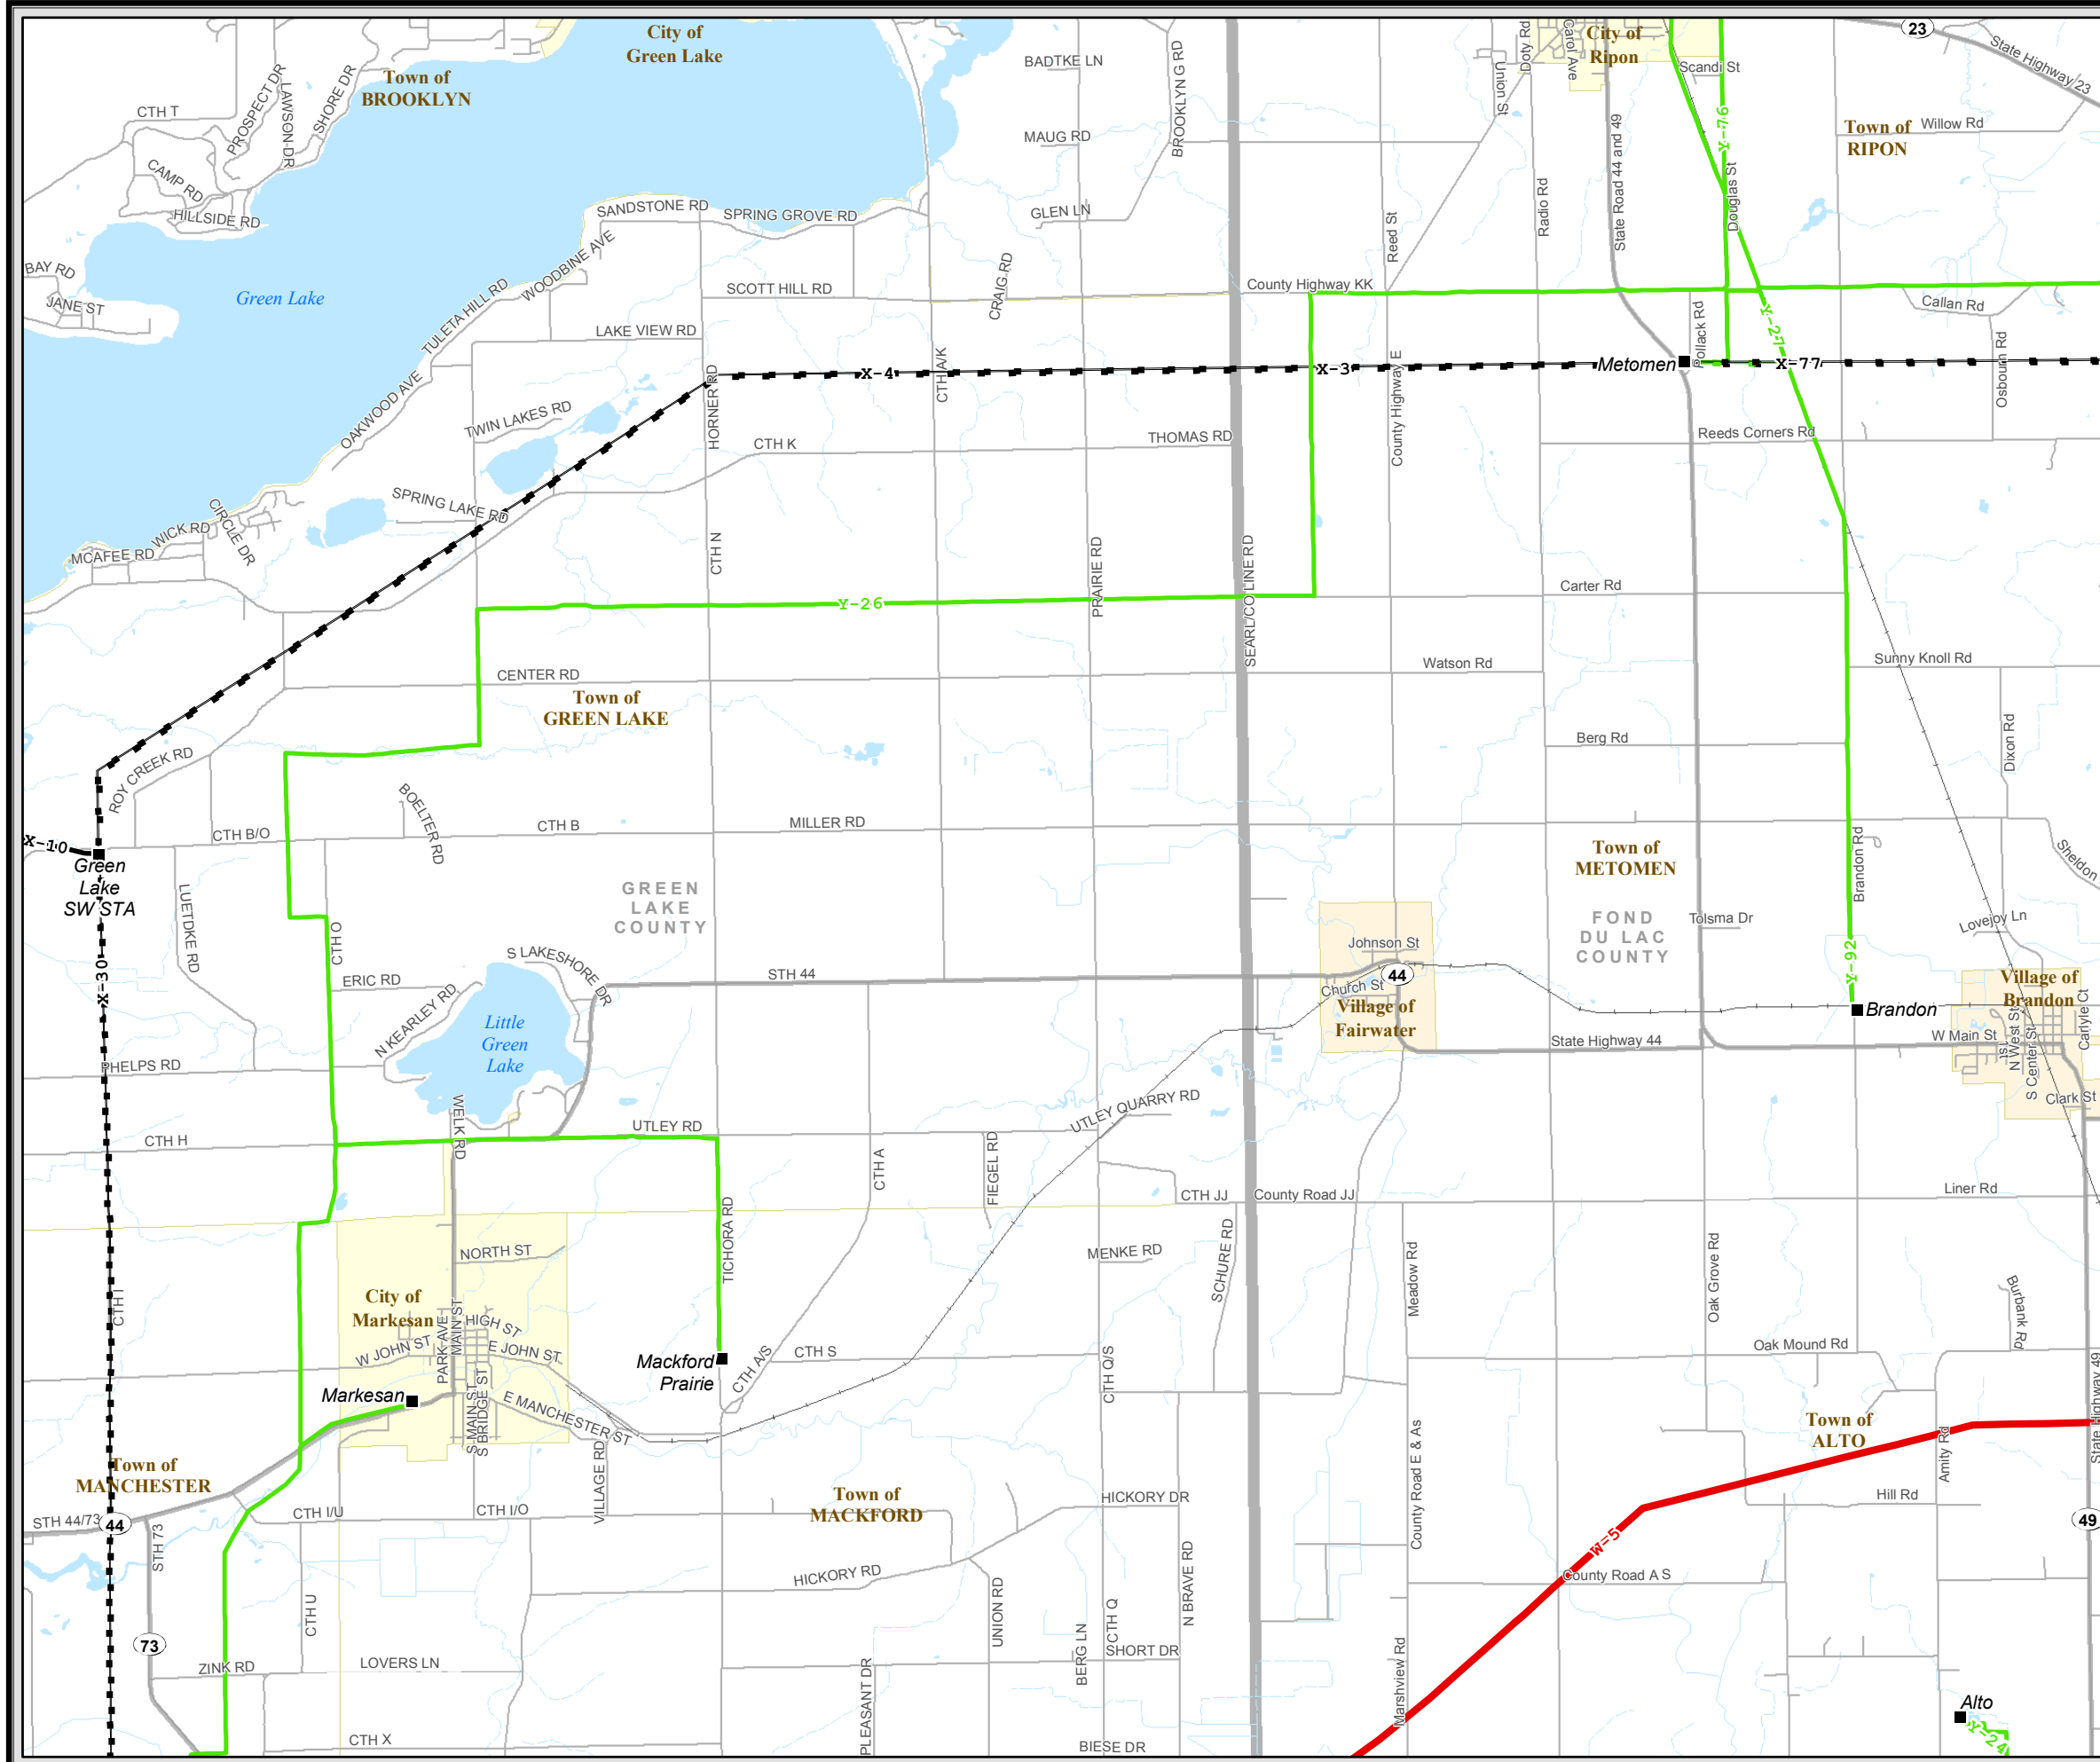 City of
Green Lake
City of
Ripon
23
State Highway 23
Town of
BROOKLYN
PROSPECT DR
LAWSON DR
SHORE DR
CTH T
CAMP RD
HILLSIDE RD
BADTKE LN
BROOKLYN G RD
MAUG RD
GLEN LN
Union St
Doty Rd
Carol Ave
Scandi St
Y-76
Town of
RIPON
Willow Rd
SANDSTONE RD
SPRING GROVE RD
WOODBINE AVE
Reed St
Radio Rd
State Road 44 and 49
Douglas St
BAY RD
JANE ST
Green Lake
TULETA HILL RD
SCOTT HILL RD
CRAIG RD
County Highway KK
Callan Rd
LAKE VIEW RD
Pollack Rd
Y-27
Osboun Rd
OAKWOOD AVE
HORNER RD
X-4
CTH A/K
X-3
County Highway E
Metomen
X-77
TWIN LAKES RD
CTH K
THOMAS RD
Reeds Corners Rd
SPRING LAKE RD
CIRCLE DR
WICK RD
MCAFEE RD
CTH N
PRAIRIE RD
SEARL/CO LINE RD
Carter Rd
Y-26
CENTER RD
Watson Rd
Sunny Knoll Rd
Town of
GREEN LAKE
Berg Rd
Dixon Rd
ROY CREEK RD
BOELTER RD
CTH B/O
CTH B
MILLER RD
X-10
Green
Lake
SW STA
Town of
METOMEN
Brandon Rd
Sheldon
LUETDKE RD
GREEN
LAKE
COUNTY
FOND
DU LAC
COUNTY
Tolsma Dr
Lovejoy Ln
CTH O
Johnson St
Y-92
X-30
ERIC RD
N KEARLEY RD
S LAKESHORE DR
STH 44
44
Church St
Village of
Fairwater
Village of
Brandon
Brandon
Little
Green
Lake
PHELPS RD
State Highway 44
W Main St
1st
N West St
S Center St
Carlyle Ct
Clark St
WELK RD
UTLEY RD
UTLEY QUARRY RD
CTH H
CTH A
FIEGEL RD
CTH JJ
County Road JJ
Liner Rd
TICHORA RD
NORTH ST
MENKE RD
SCHURE RD
Meadow Rd
Oak Grove Rd
Burbank Rd
CTH I
City of
Markesan
HIGH ST
MAIN ST
PARK AVE
W JOHN ST
E JOHN ST
Mackford
Prairie
CTH A/S
CTH S
CTH Q/S
Oak Mound Rd
State Highway 49
Markesan
S MAIN ST
S BRIDGE ST
E MANCHESTER ST
VILLAGE RD
County Road E & As
Town of
ALTO
Amity Rd
Town of
MANCHESTER
STH 44/73
44
CTH I/U
CTH I/O
Town of
MACKFORD
HICKORY DR
Hill Rd
49
STH 73
W-5
HICKORY RD
N BRAVE RD
County Road A S
CTH U
UNION RD
CTH Q
73
ZINK RD
LOVERS LN
BERG LN
SHORT DR
PLEASANT DR
Marshview Rd
Alto
Y-24
CTH X
BIESE DR